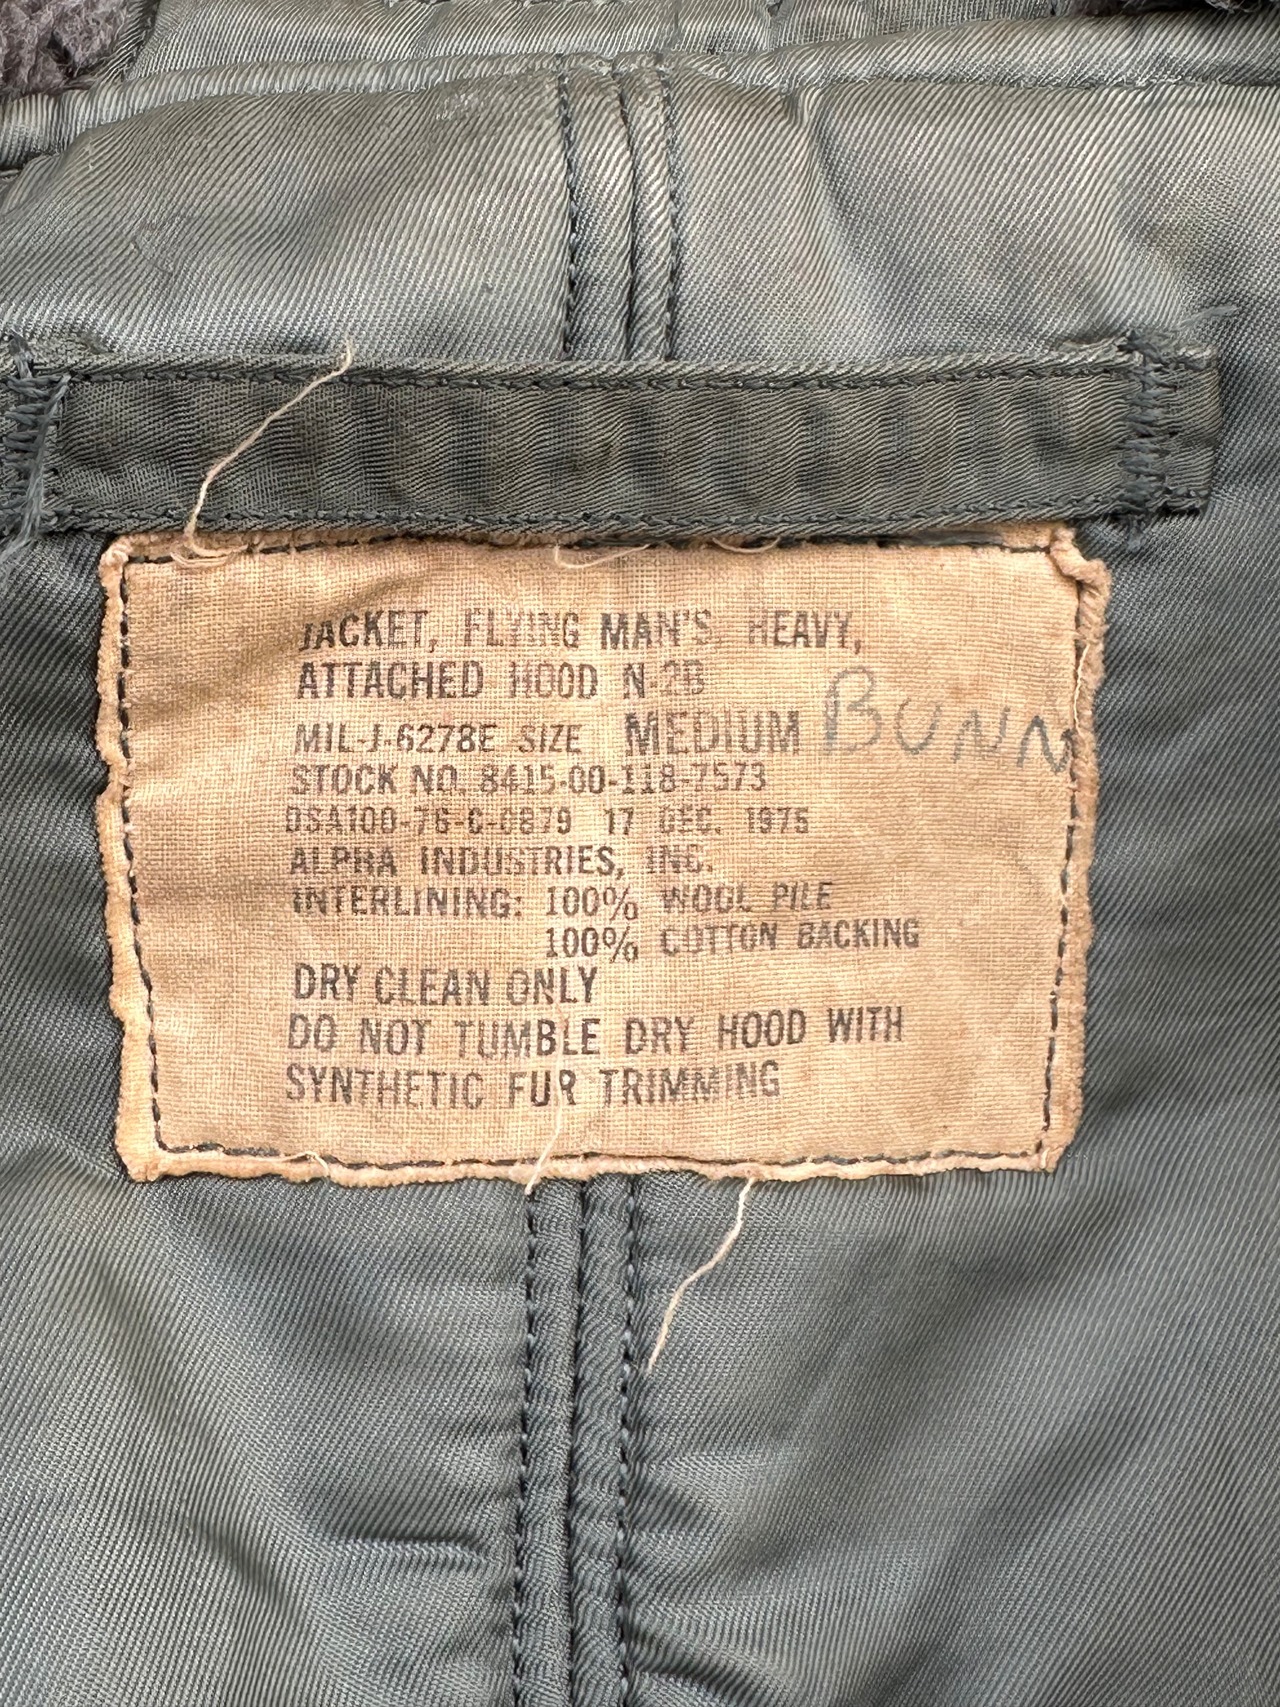 JACKET, FLYING MAN'S, HEAVY,
ATTACHED HOOD N-2B
MIL-J-6278E SIZE MEDIUM BUNN
STOCK NO. 8415-00-118-7573
DSA100-76-C-0879 17 DEC. 1975
ALPHA INDUSTRIES, INC.
INTERLINING: 100% WOOL PILE
100% COTTON BACKING
DRY CLEAN ONLY
DO NOT TUMBLE DRY HOOD WITH
SYNTHETIC FUR TRIMMING